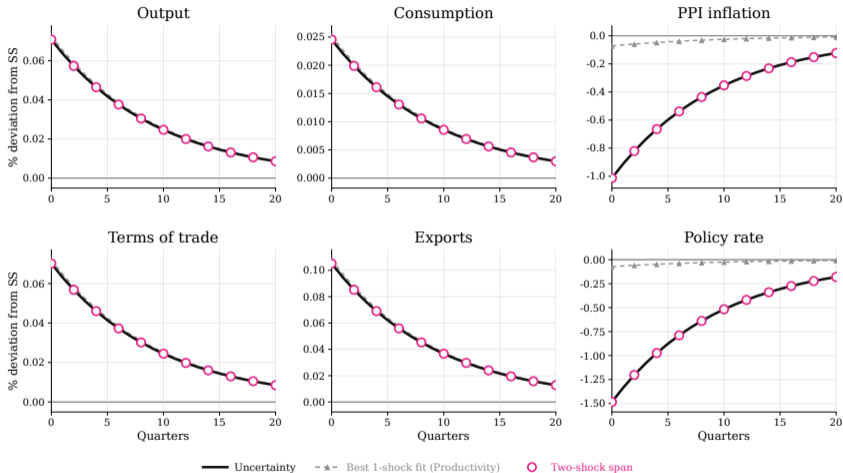 Output
Consumption
PPI inflation
% deviation from SS
0.06
0.04
0.02
0.00
0 5 10 15 20
0.025
0.020
0.015
0.010
0.005
0.000
0 5 10 15 20
0.0
-0.2
-0.4
-0.6
-0.8
-1.0
0 5 10 15 20
Terms of trade
Exports
Policy rate
% deviation from SS
0.06
0.04
0.02
0.00
0 5 10 15 20
Quarters
0.10
0.08
0.06
0.04
0.02
0.00
0 5 10 15 20
Quarters
0.00
-0.25
-0.50
-0.75
-1.00
-1.25
-1.50
0 5 10 15 20
Quarters
Uncertainty
Best 1-shock fit (Productivity)
Two-shock span